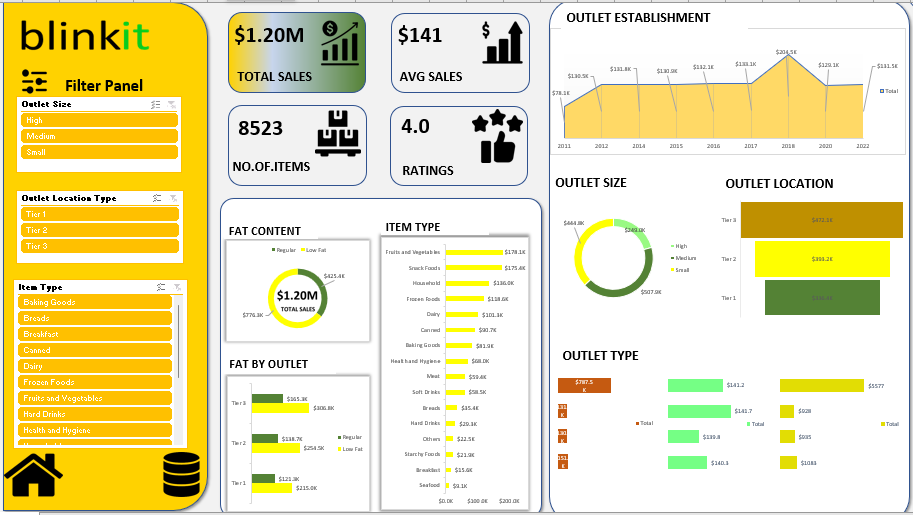 blinkit
Filter Panel
Outlet Size
High
Medium
Small
Outlet Location Type
Tier 1
Tier 2
Tier 3
Item Type
Baking Goods
Breads
Breakfast
Canned
Dairy
Frozen Foods
Fruits and Vegetables
Hard Drinks
Health and Hygiene
$1.20M
TOTAL SALES
$141
AVG SALES
8523
NO.OF.ITEMS
4.0
RATINGS
FAT CONTENT
Regular Low Fat
$425.4K
$1.20M
TOTAL SALES
$776.3K
FAT BY OUTLET
Tier 3 $165.3K
$306.8K
Tier 2 $138.7K
$254.5K
Tier 1 $121.3K
$215.0K
Regular
Low Fat
ITEM TYPE
Fruits and Vegetables $178.1K
Snack Foods $175.4K
Household $136.0K
Frozen Foods $118.6K
Dairy $101.3K
Canned $90.7K
Baking Goods $81.9K
Health and Hygiene $68.0K
Meat $59.4K
Soft Drinks $58.5K
Breads $35.4K
Hard Drinks $29.3K
Others $22.5K
Starchy Foods $21.9K
Breakfast $15.6K
Seafood $9.1K
$0.0K $100.0K $200.0K
OUTLET ESTABLISHMENT
$78.1K
$130.5K
$131.8K
$130.9K
$132.1K
$133.1K
$204.5K
$129.1K
$131.5K
Total
2011 2012 2014 2015 2016 2017 2018 2020 2022
OUTLET SIZE
$444.8K
$249.0K
$507.9K
High
Medium
Small
OUTLET LOCATION
Tier 3 $472.1K
Tier 2 $393.2K
Tier 1
OUTLET TYPE
$787.5
K
K
K
K
Total
141.2
141.7
139.8
140.3
Total
$577
928
935
1083
Total